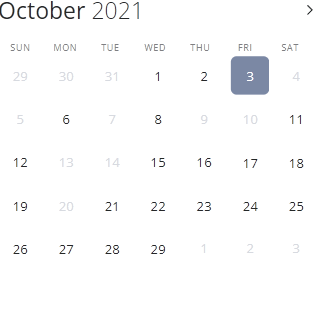 October 2021
SUN MON TUE WED THU FRI SAT
29 30 31 1 2 3 4
5 6 7 8 9 10 11
12 13 14 15 16 17 18
19 20 21 22 23 24 25
26 27 28 29 1 2 3